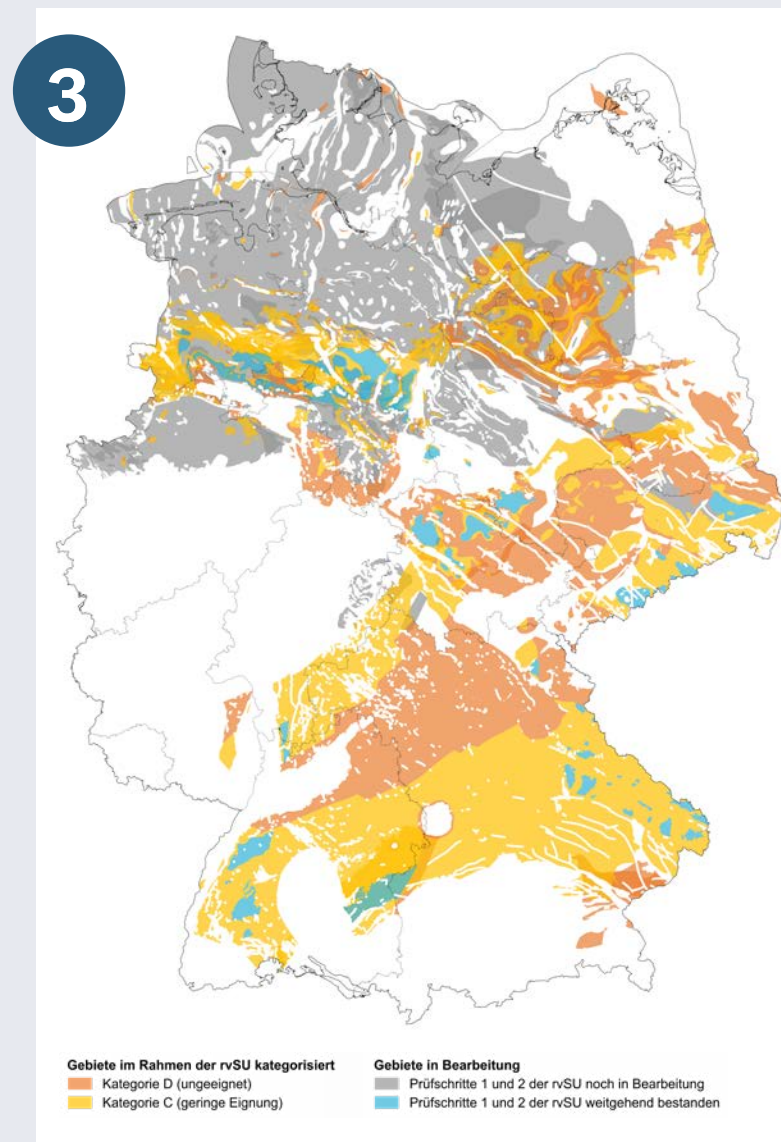 3
Gebiete im Rahmen der rvSU kategorisiert
Kategorie D (ungeeignet)
Kategorie C (geringe Eignung)
Gebiete in Bearbeitung
Prüfschritte 1 und 2 der rvSU noch in Bearbeitung
Prüfschritte 1 und 2 der rvSU weitgehend bestanden